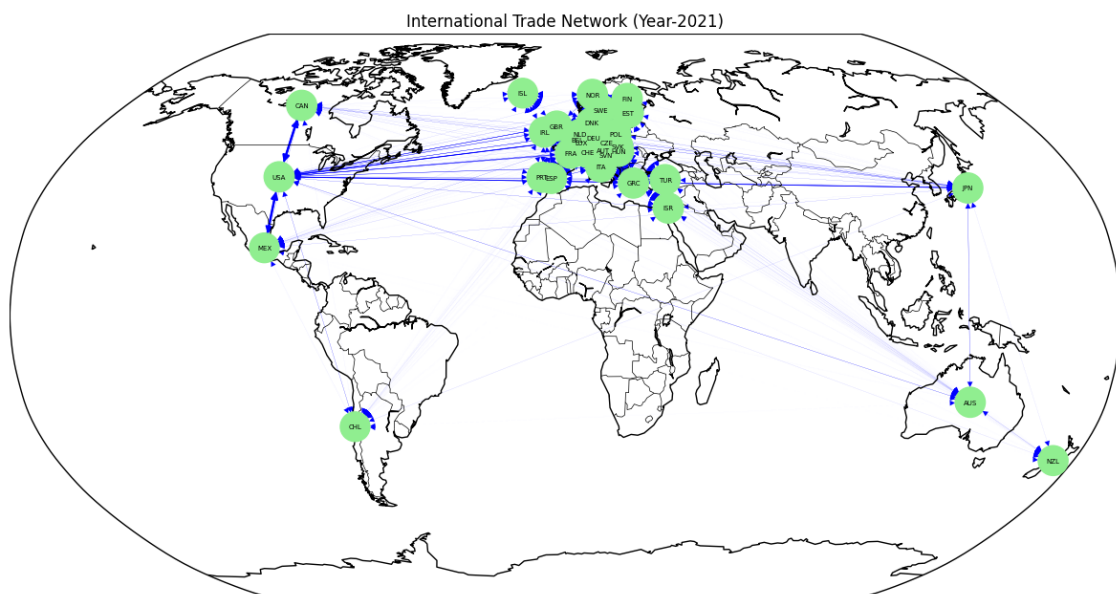 International Trade Network (Year-2021)
ISL
NOR
FIN
CAN
SWE
EST
DNK
GBR
IRL
NLD
POL
DEU
CZE
FRA
CHE
AUT
HUN
SVN
ITA
USA
PRT
ESP
TUR
GRC
JPN
ISR
MEX
AUS
CHL
NZL